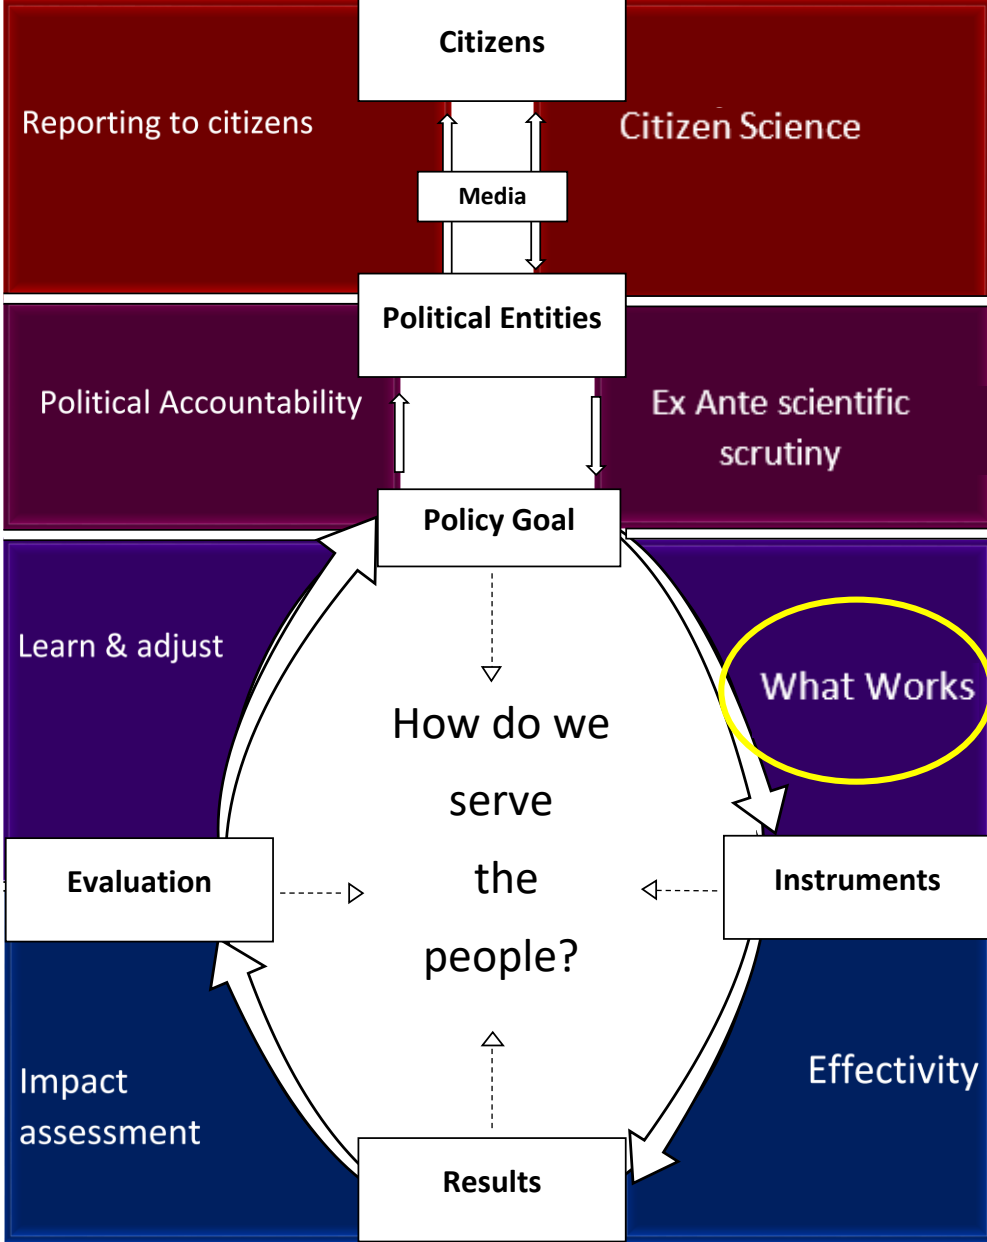 Citizens
Reporting to citizens
Citizen Science
Media
Political Entities
Political Accountability
Ex Ante scientific
scrutiny
Policy Goal
Learn & adjust
What Works
How do we
serve
the
people?
Evaluation
Instruments
Impact
assessment
Effectivity
Results